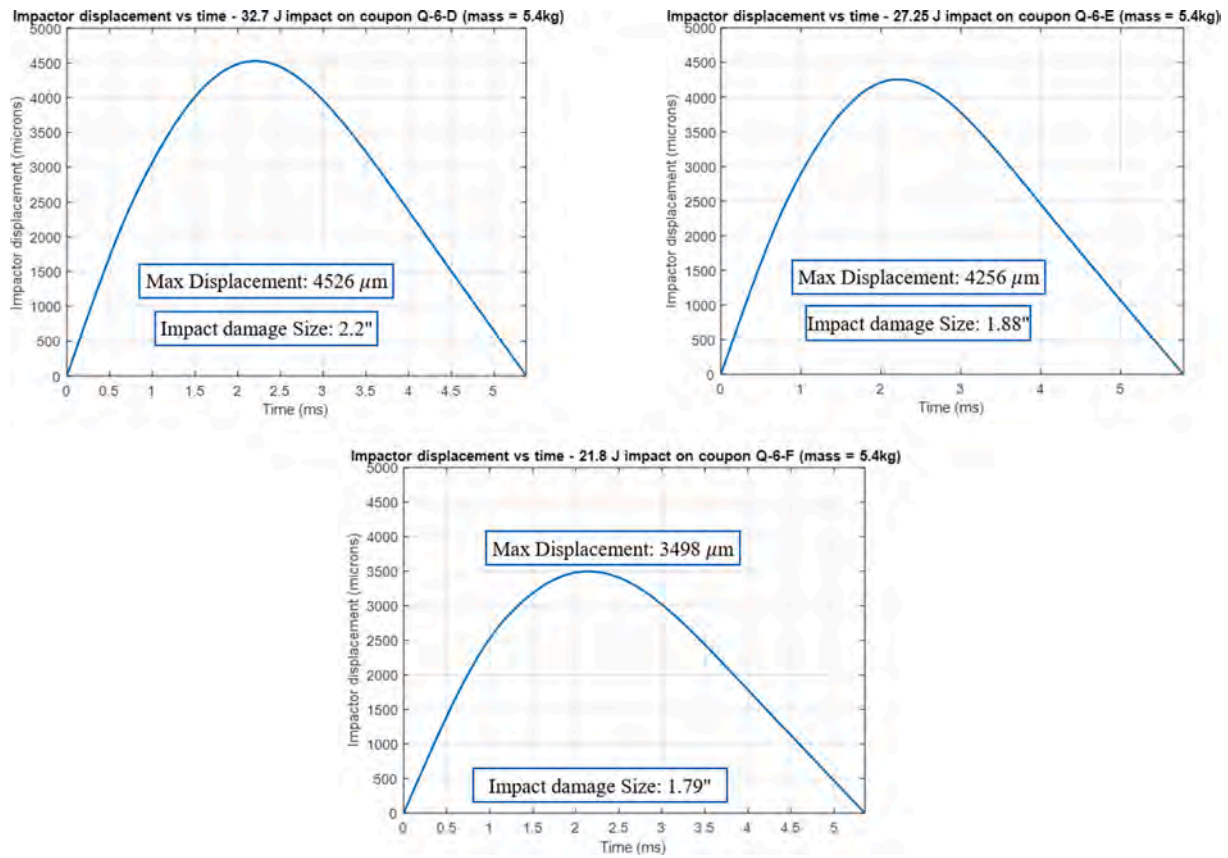 Impactor displacement vs time - 32.7 J impact on coupon Q-6-D (mass = 5.4kg)
5000
4500
4000
3500
3000
2500
2000
1500
1000
500
0
Impactor displacement (microns)
Max Displacement: 4526 μm
Impact damage Size: 2.2"
0 0.5 1 1.5 2 2.5 3 3.5 4 4.5 5
Time (ms)
Impactor displacement vs time - 27.25 J impact on coupon Q-6-E (mass = 5.4kg)
5000
4500
4000
3500
3000
2500
2000
1500
1000
500
0
Impactor displacement (microns)
Max Displacement: 4256 μm
Impact damage Size: 1.88"
0 1 2 3 4 5
Time (ms)
Impactor displacement vs time - 21.8 J impact on coupon Q-6-F (mass = 5.4kg)
5000
4500
4000
3500
3000
2500
2000
1500
1000
500
0
Impactor displacement (microns)
Max Displacement: 3498 μm
Impact damage Size: 1.79"
0 0.5 1 1.5 2 2.5 3 3.5 4 4.5 5
Time (ms)